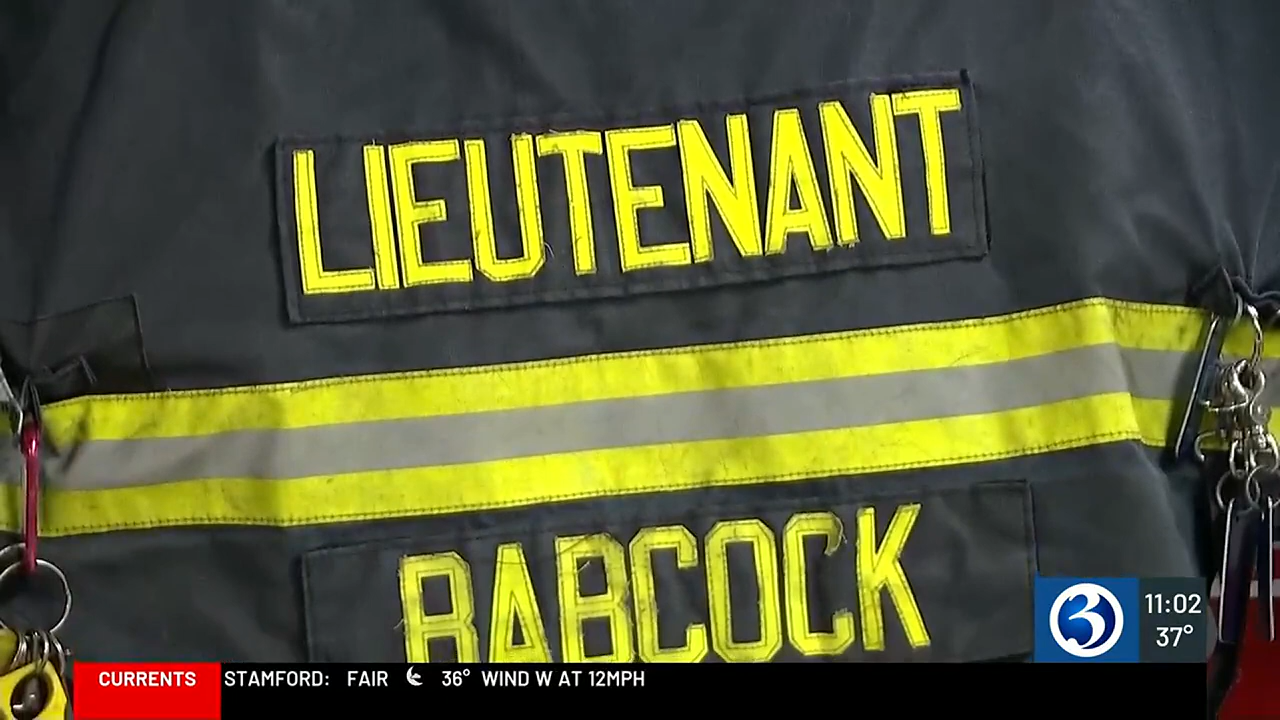 LIEUTENANT
BABCOCK
3
11:02
37°
CURRENTS
STAMFORD: FAIR 36° WIND W AT 12MPH